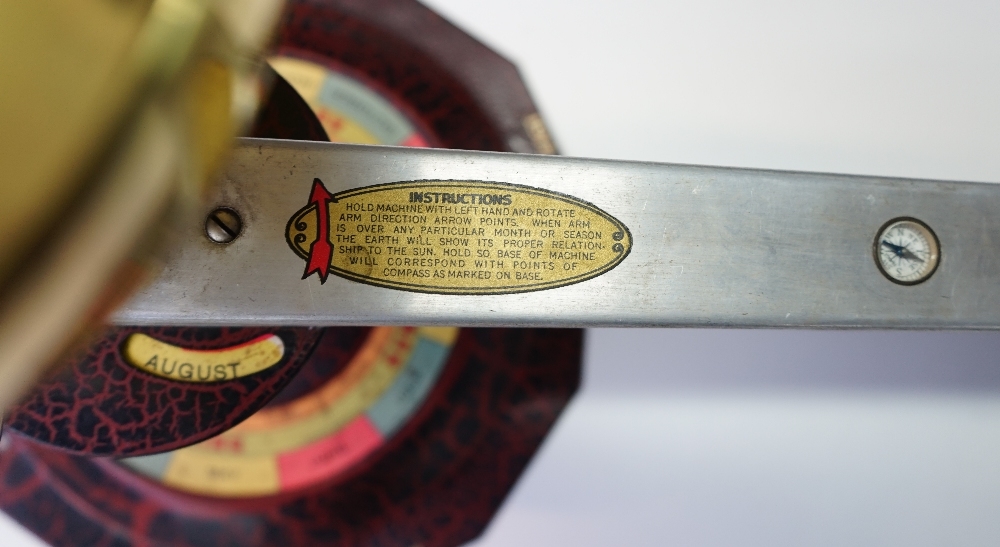 INSTRUCTIONS
HOLD MACHINE WITH LEFT HAND AND ROTATE
ARM DIRECTION ARROW POINTS. WHEN ARM
IS OVER ANY PARTICULAR MONTH OR SEASON
THE EARTH WILL SHOW ITS PROPER RELATION-
SHIP TO THE SUN. HOLD SO BASE OF MACHINE
WILL CORRESPOND WITH POINTS OF
COMPASS AS MARKED ON BASE.
AUGUST